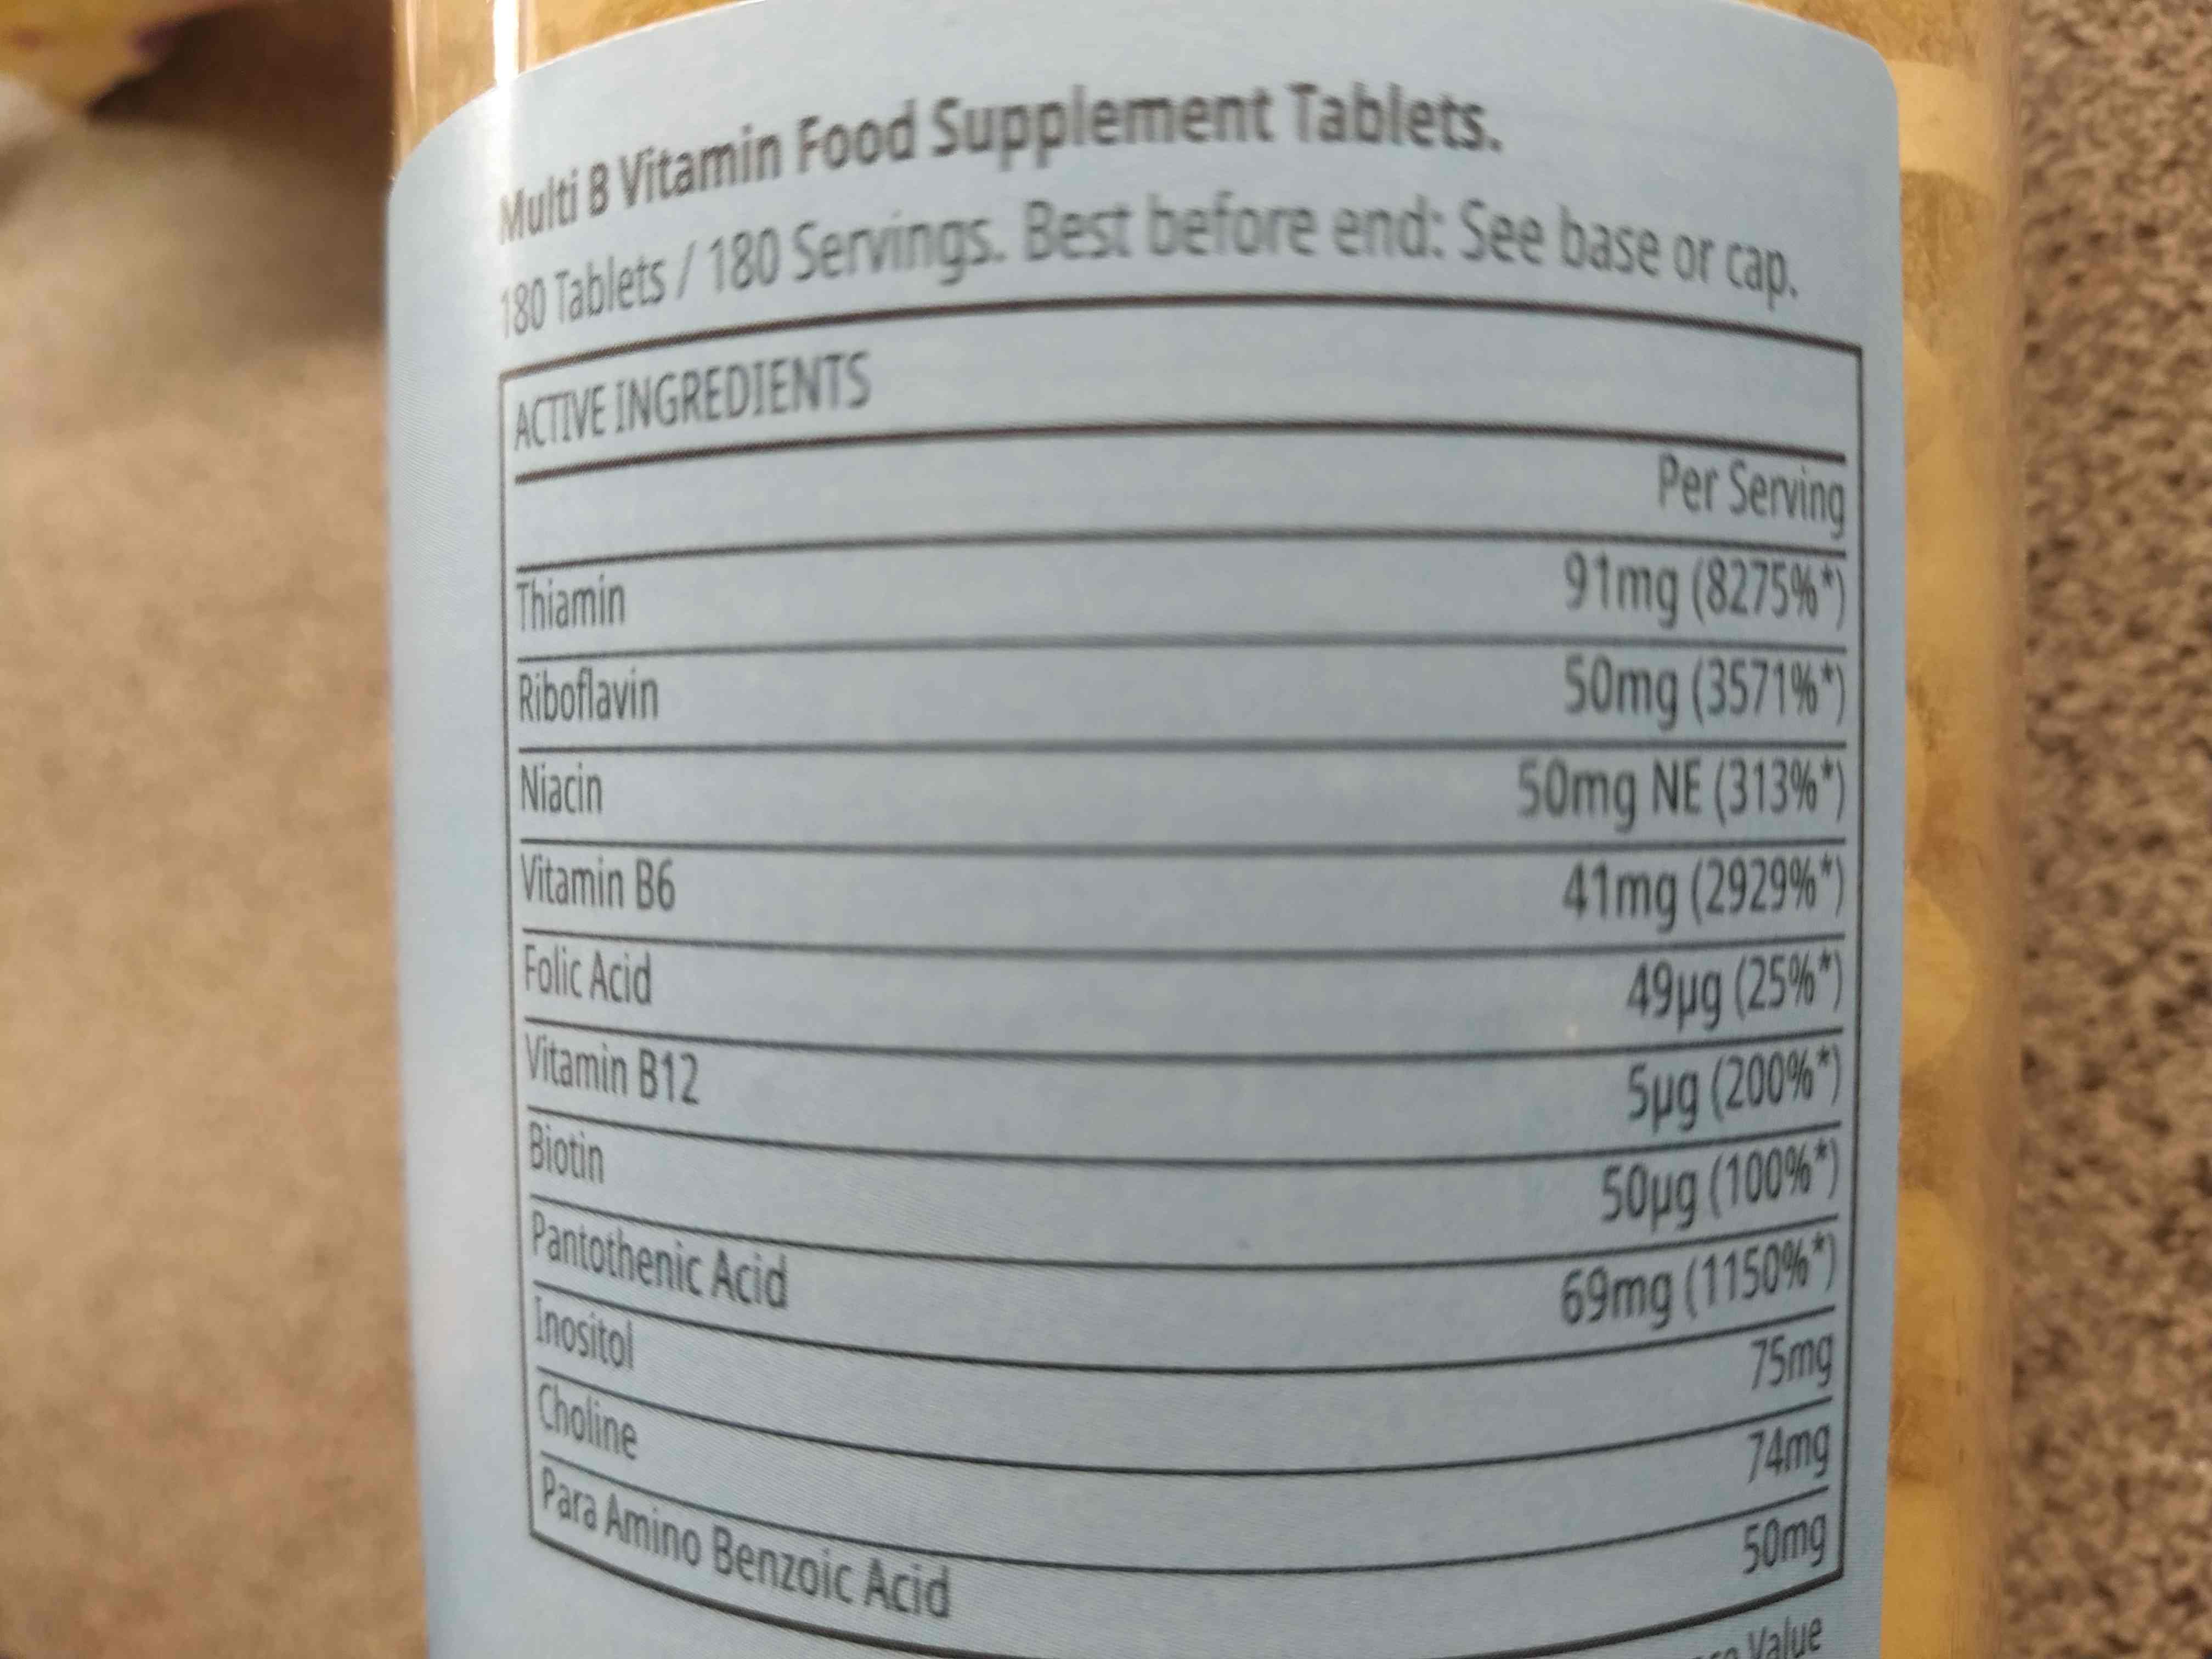 Multi B Vitamin Food Supplement Tablets.
180 Tablets / 180 Servings. Best before end: See base or cap.
ACTIVE INGREDIENTS
Per Serving
Thiamin 91mg (8275%*)
Riboflavin 50mg (3571%*)
Niacin 50mg NE (313%*)
Vitamin B6 41mg (2929%*)
Folic Acid 49µg (25%*)
Vitamin B12 5µg (200%*)
Biotin 50µg (100%*)
Pantothenic Acid 69mg (1150%*)
Inositol 75mg
Choline 74mg
Para Amino Benzoic Acid 50mg
Value